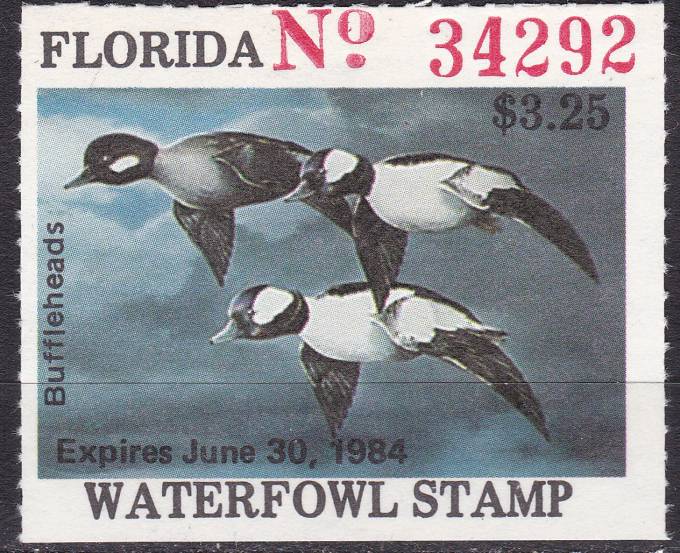 FLORIDA Nº 34292
$3.25
Buffleheads
Expires June 30, 1984
WATERFOWL STAMP